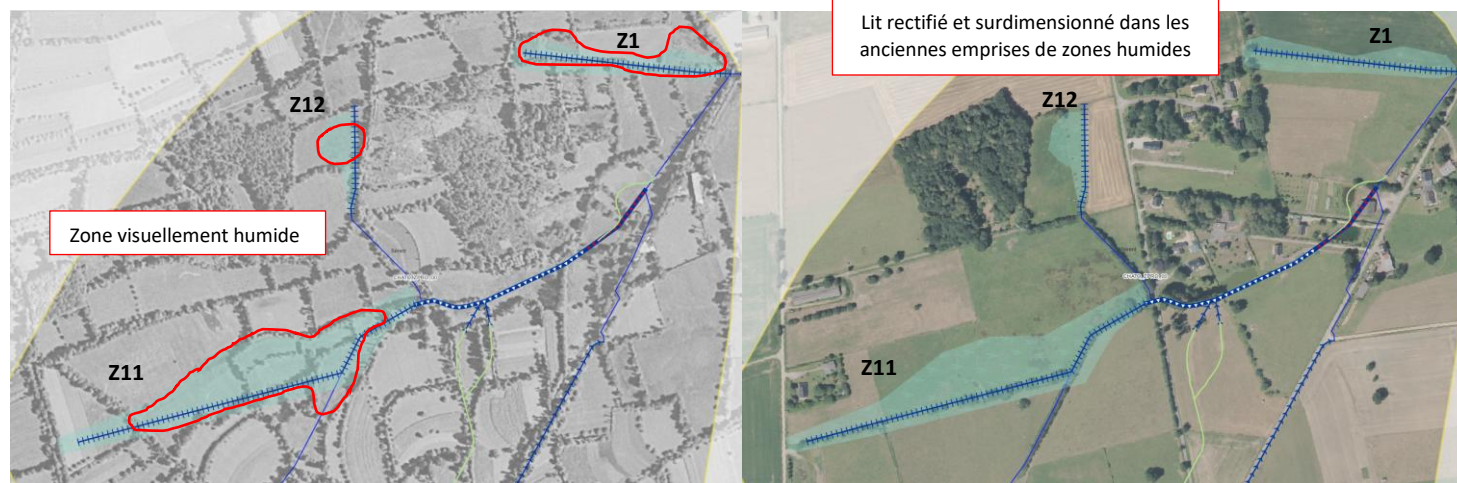 Z1
Z12
Zone visuellement humide
Z11
Lit rectifié et surdimensionné dans les
anciennes emprises de zones humides
Z1
Z12
Z11